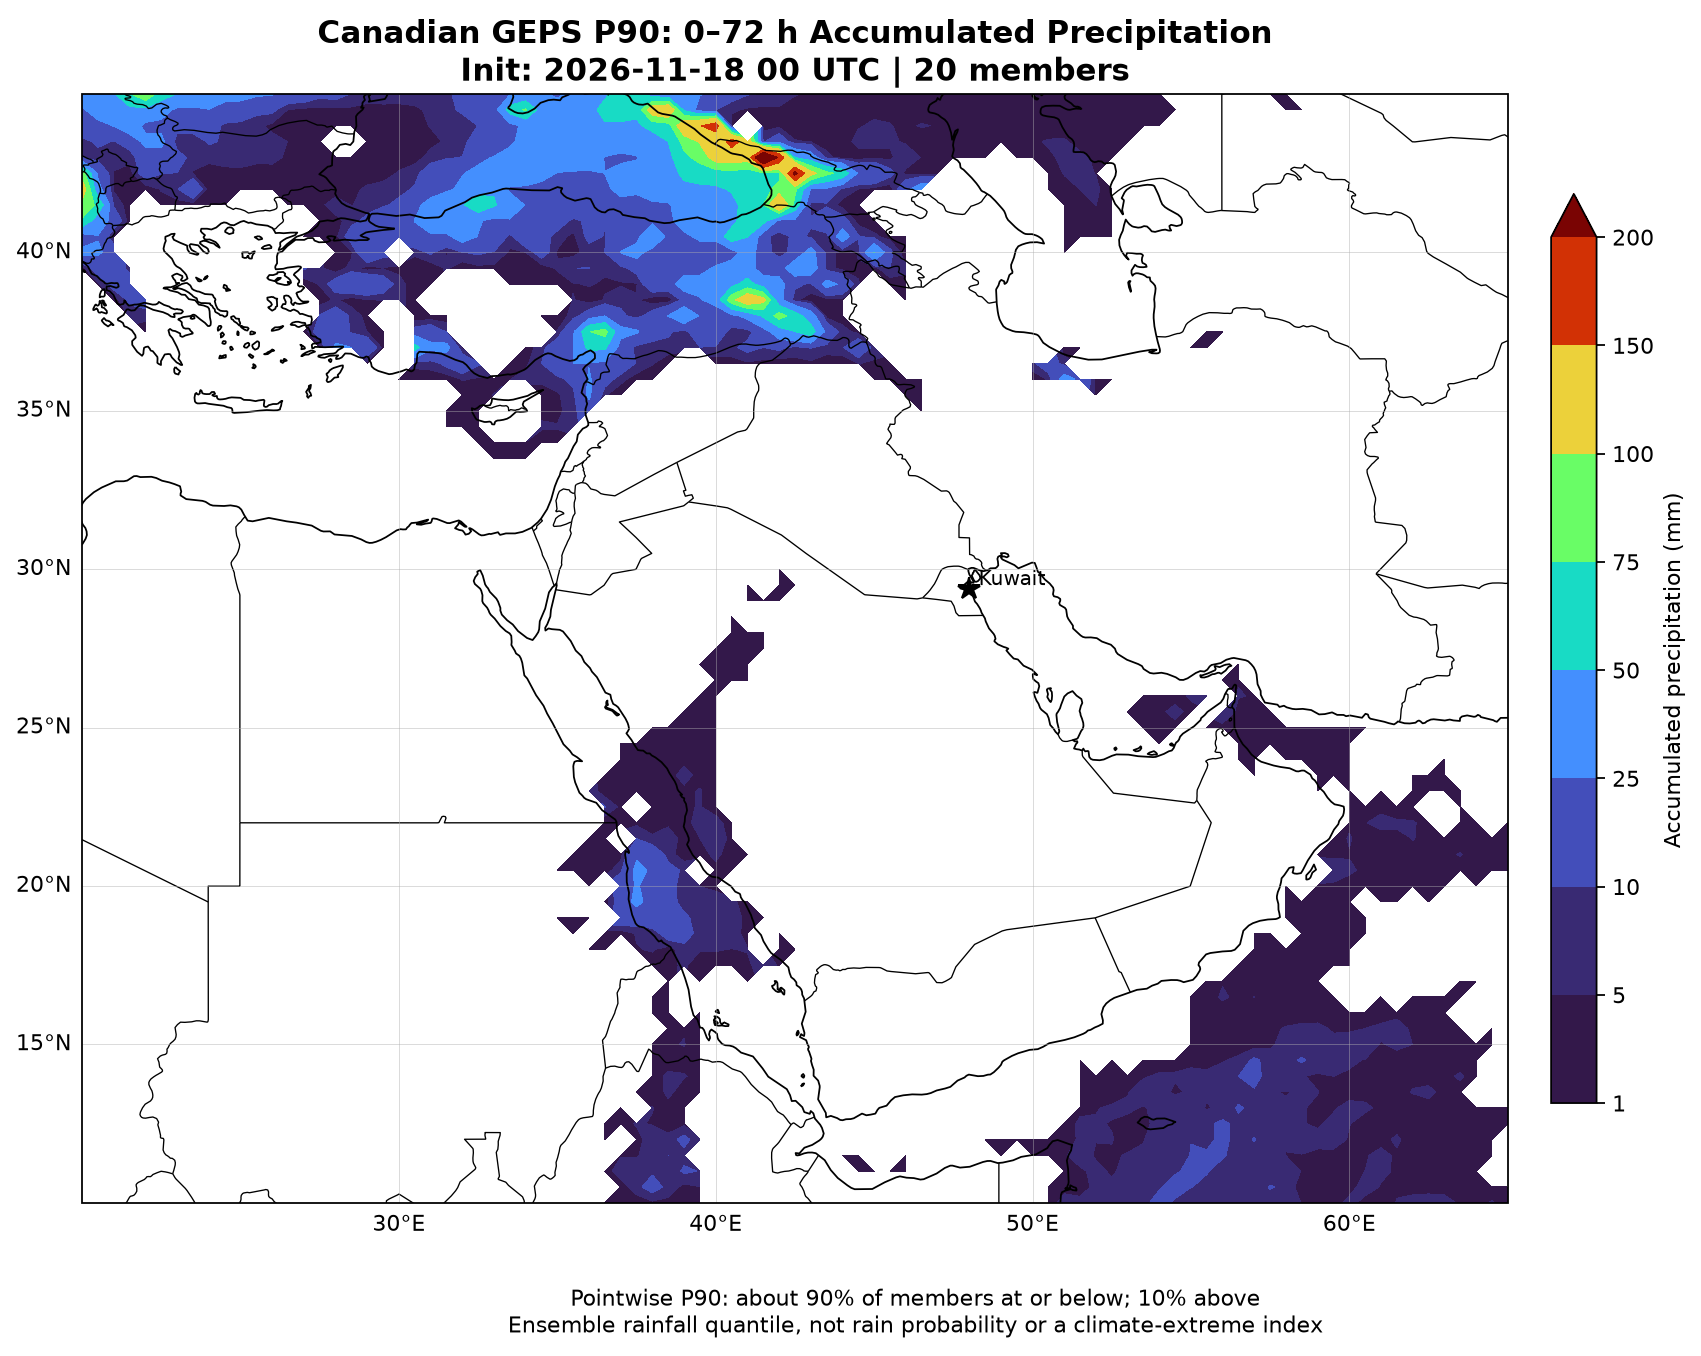 Canadian GEPS P90: 0–72 h Accumulated Precipitation
Init: 2026-11-18 00 UTC | 20 members
40°N
35°N
30°N
25°N
20°N
15°N
Kuwait
30°E
40°E
50°E
60°E
200
150
100
75
50
25
10
5
1
Accumulated precipitation (mm)
Pointwise P90: about 90% of members at or below; 10% above
Ensemble rainfall quantile, not rain probability or a climate-extreme index